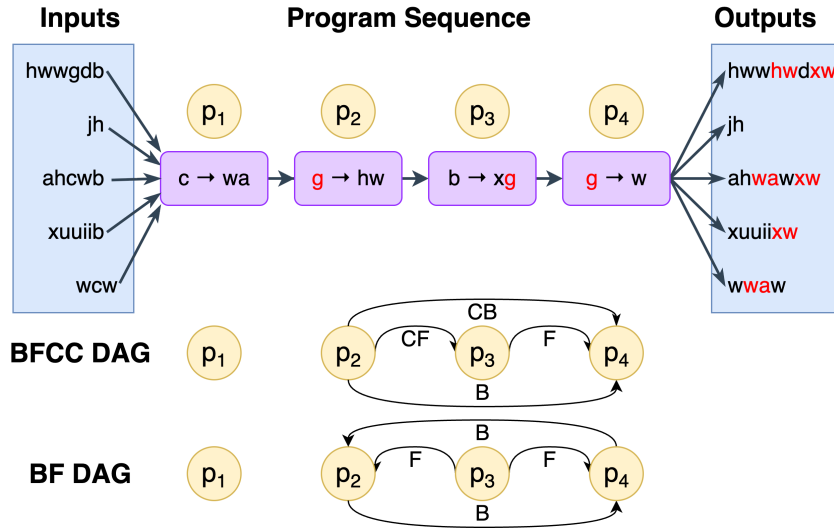 Inputs Program Sequence Outputs
hwwgdb p1 p2 p3 p4 hwwhwdxw
jh jh
ahcwb c → wa g → hw b → xg g → w ahwawxw
xuuiib xuuiixw
wcw wwaw
CB
BFCC DAG p1 p2 CF p3 F p4
B
B
BF DAG p1 p2 F p3 F p4
B